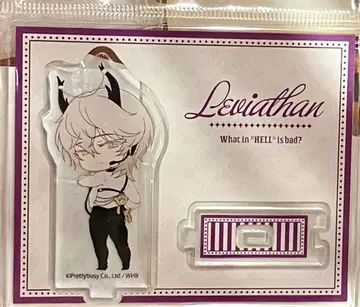 Leviathan
What in "HELL" is bad?
©Prettybusy Co., Ltd / WHB